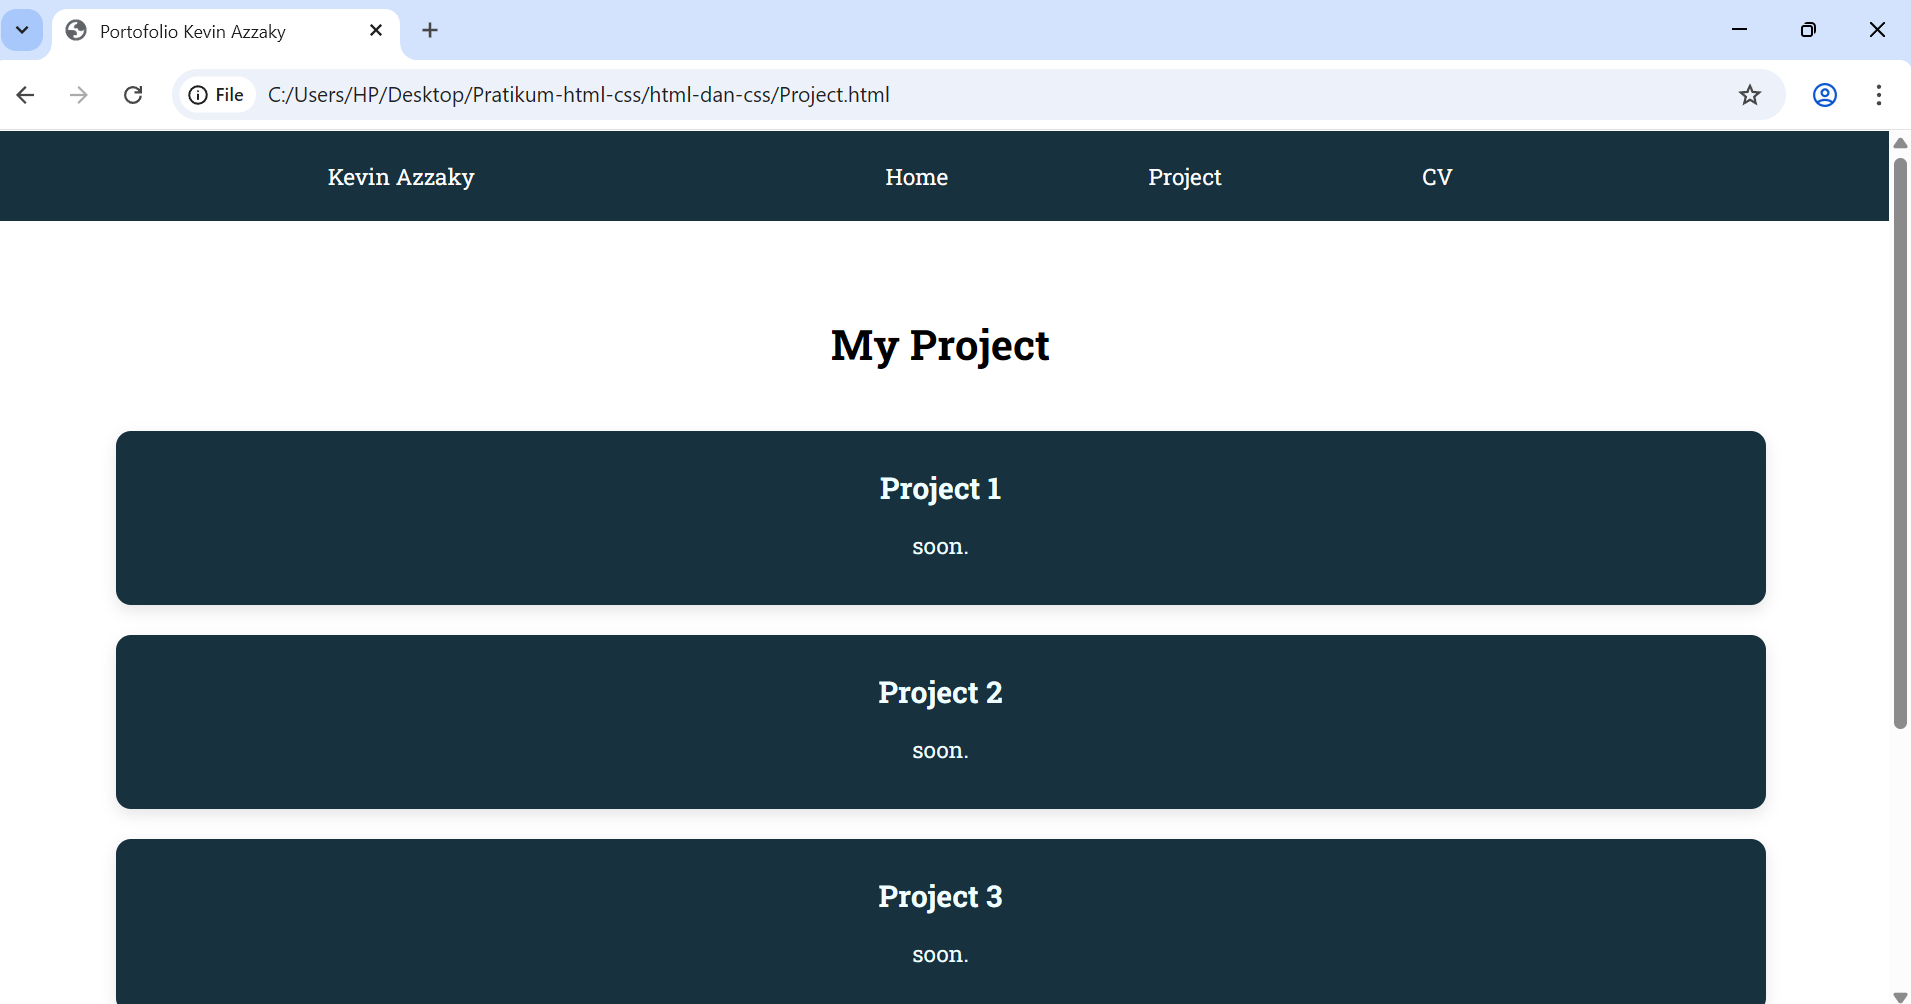 Portofolio Kevin Azzaky
File C:/Users/HP/Desktop/Pratikum-html-css/html-dan-css/Project.html
Kevin Azzaky Home Project CV
My Project
Project 1
soon.
Project 2
soon.
Project 3
soon.